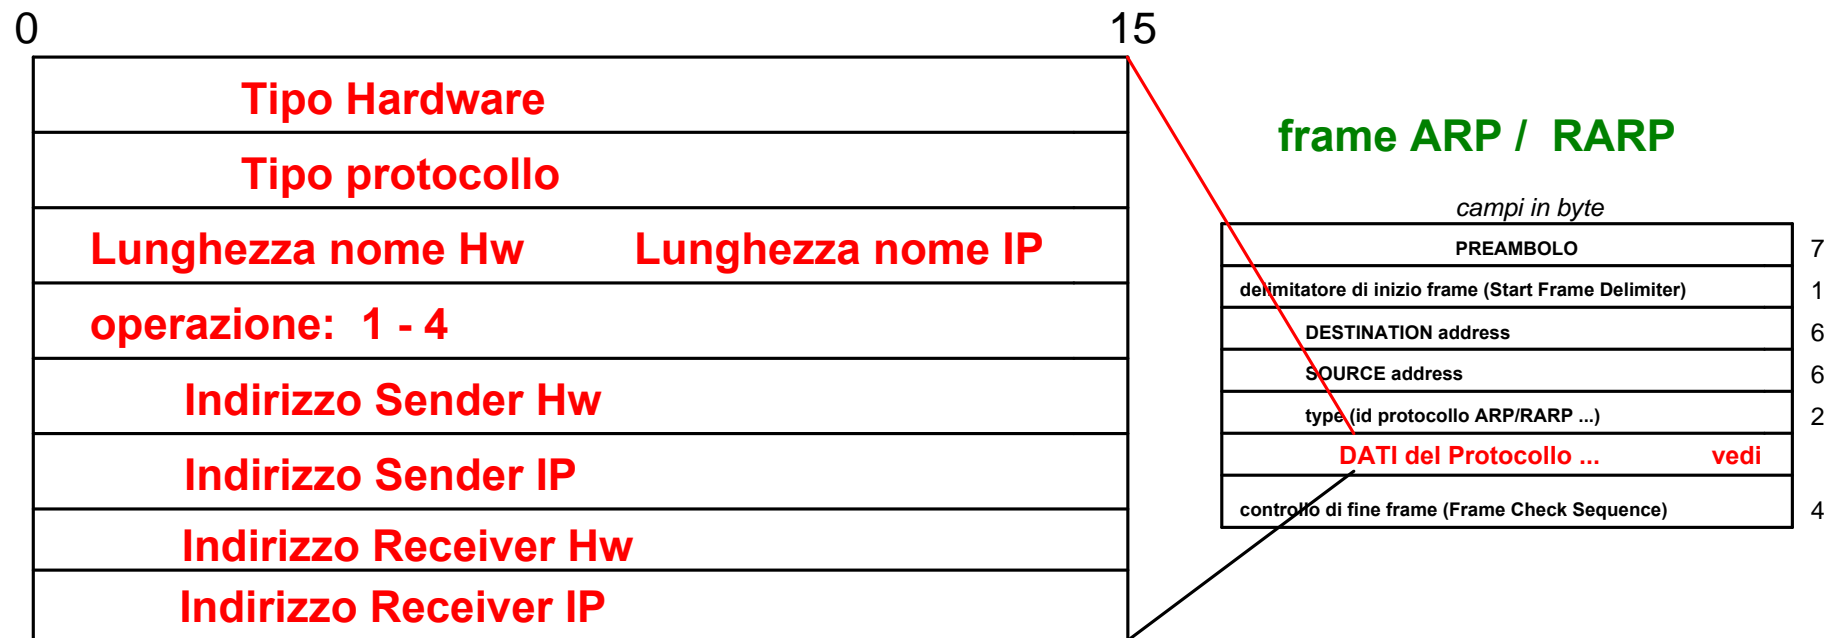 0 15
Tipo Hardware
Tipo protocollo
Lunghezza nome Hw Lunghezza nome IP
operazione: 1 - 4
Indirizzo Sender Hw
Indirizzo Sender IP
Indirizzo Receiver Hw
Indirizzo Receiver IP
frame ARP / RARP
campi in byte
PREAMBOLO 7
delimitatore di inizio frame (Start Frame Delimiter) 1
DESTINATION address 6
SOURCE address 6
type (id protocollo ARP/RARP ...) 2
DATI del Protocollo ... vedi
controllo di fine frame (Frame Check Sequence) 4